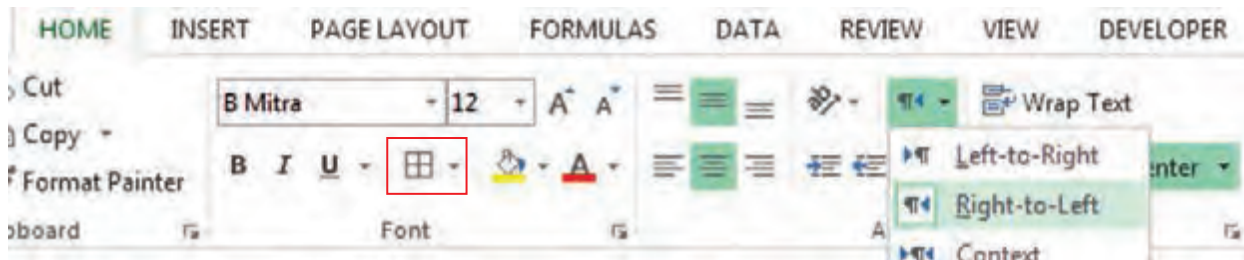 HOME INSERT PAGE LAYOUT FORMULAS DATA REVIEW VIEW DEVELOPER
Cut
B Mitra 12 A A Wrap Text
Copy
B I U A Left-to-Right
Format Painter enter
Right-to-Left
board Font A
Context